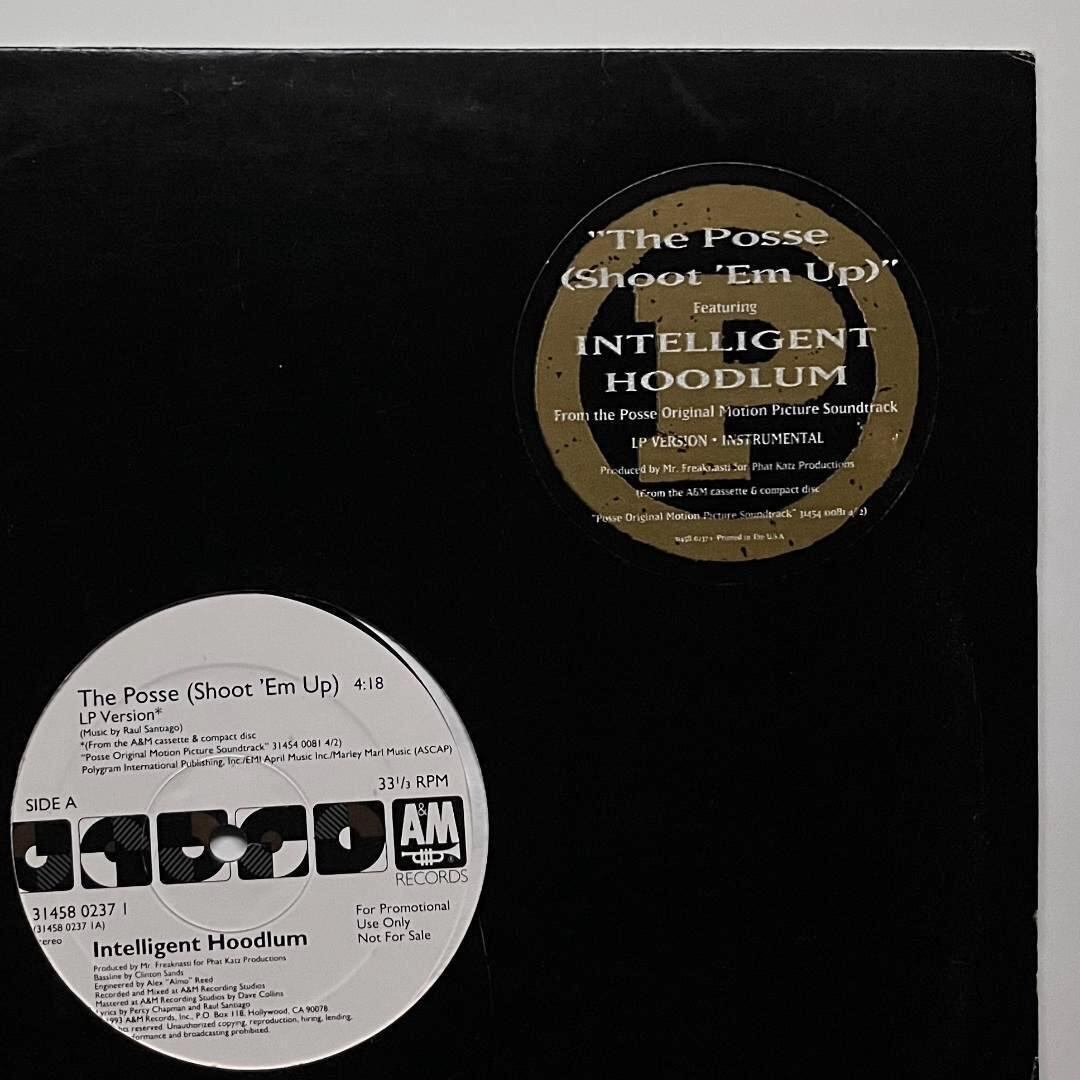 "The Posse
(Shoot 'Em Up)"
Featuring
INTELLIGENT
HOODLUM
From the Posse Original Motion Picture Soundtrack
LP VERSION • INSTRUMENTAL
Produced by Mr. Freaknasti for Phat Katz Productions
(From the A&M cassette & compact disc
"Posse Original Motion Picture Soundtrack" 31454 0081 4/2)
Printed in The U.S.A
The Posse (Shoot 'Em Up) 4:18
LP Version*
(Music by Raul Santiago)
*(From the A&M cassette & compact disc
"Posse Original Motion Picture Soundtrack" 31454 0081 4/2)
Polygram International Publishing, Inc./EMI April Music Inc./Marley Marl Music (ASCAP)
33 1/3 RPM
SIDE A
A&M
RECORDS
31458 0237 1
(31458 0237 1A)
For Promotional
Use Only
Not For Sale
Intelligent Hoodlum
Produced by Mr. Freaknasti for Phat Katz Productions
Bassline by Clinton Sands
Engineered by Alex "Almo" Reed
Recorded and Mixed at A&M Recording Studios
Mastered at A&M Recording Studios by Dave Collins
Lyrics by Percy Chapman and Raul Santiago
1993 A&M Records, Inc., P.O. Box 118, Hollywood, CA 90078
reserved. Unauthorized copying, reproduction, hiring, lending,
and broadcasting prohibited.